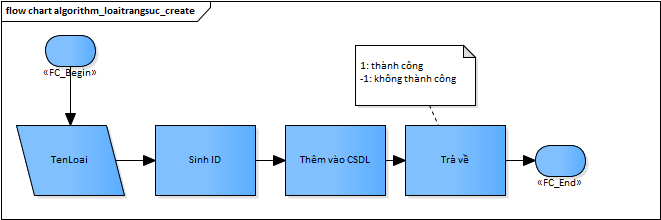 flow chart algorithm_loaitrangsuc_create
«FC_Begin»
1: thành công
-1: không thành công
TenLoai
Sinh ID
Thêm vào CSDL
Trả về
«FC_End»